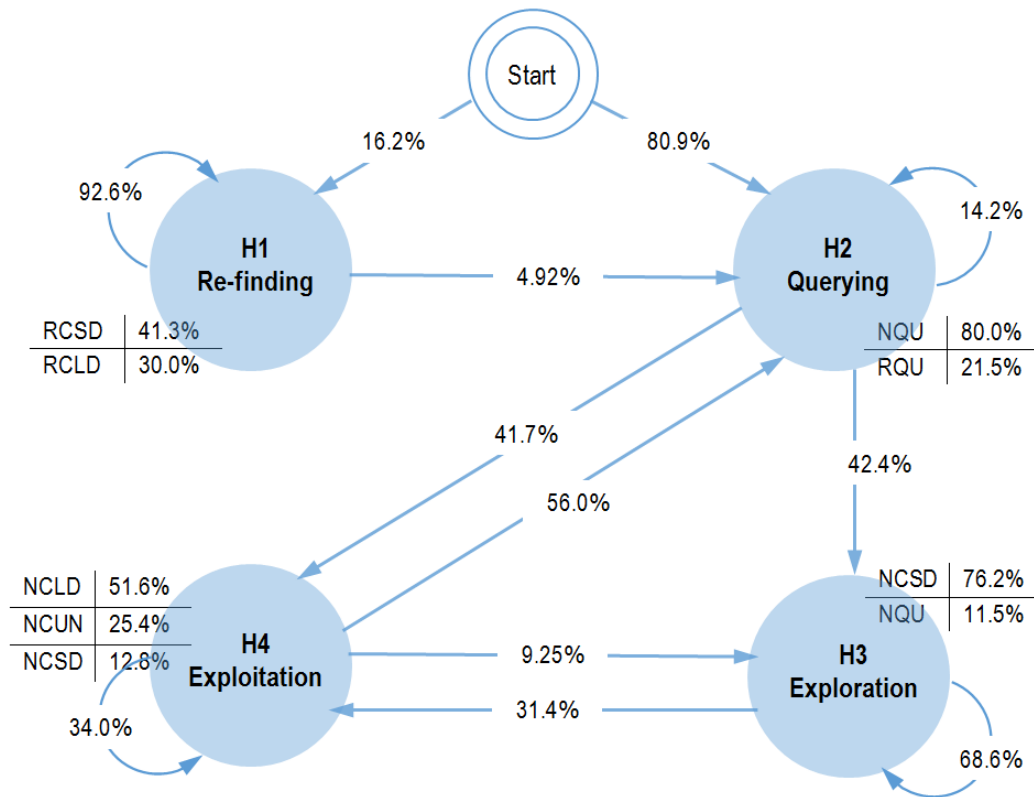 Start
16.2%
80.9%
92.6%
14.2%
H1
Re-finding
4.92%
H2
Querying
RCSD 41.3%
RCLD 30.0%
NQU 80.0%
RQU 21.5%
41.7%
42.4%
56.0%
NCLD 51.6%
NCUN 25.4%
NCSD 12.8%
NCSD 76.2%
NQU 11.5%
H4
Exploitation
9.25%
H3
Exploration
31.4%
34.0%
68.6%